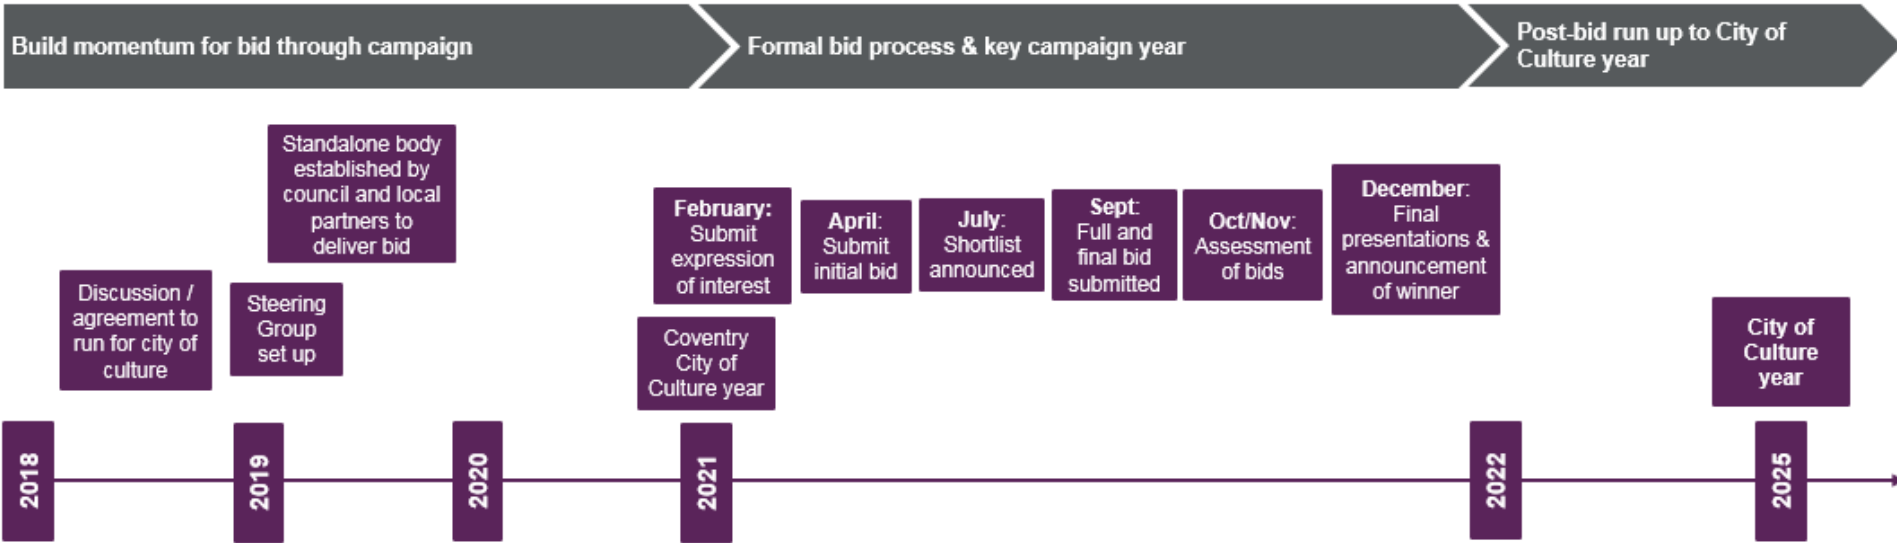 Build momentum for bid through campaign
Formal bid process & key campaign year
Post-bid run up to City of
Culture year
Standalone body
established by
council and local
partners to
deliver bid
Discussion /
agreement to
run for city of
culture
Steering
Group
set up
February:
Submit
expression
of interest
Coventry
City of
Culture year
April:
Submit
initial bid
July:
Shortlist
announced
Sept:
Full and
final bid
submitted
Oct/Nov:
Assessment
of bids
December:
Final
presentations &
announcement
of winner
City of
Culture
year
2018
2019
2020
2021
2022
2025